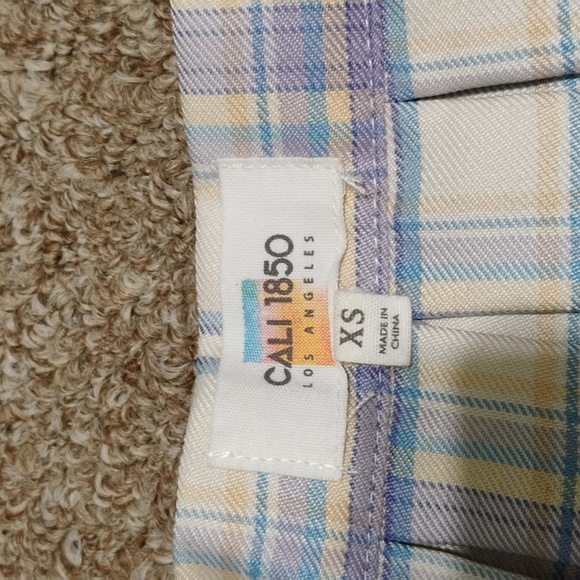 CALI 1850
LOS ANGELES
XS
MADE IN
CHINA